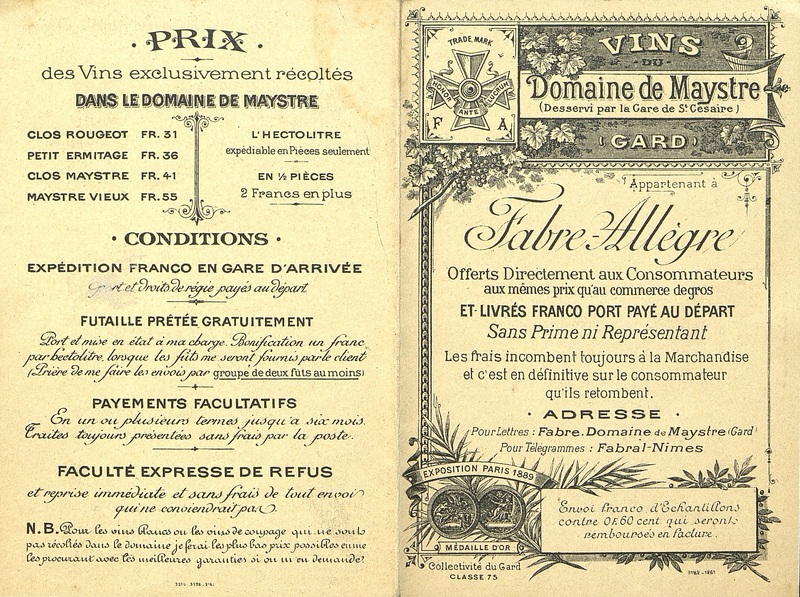 · PRIX ·
des Vins exclusivement récoltés
DANS LE DOMAINE DE MAYSTRE
CLOS ROUGEOT FR. 31
PETIT ERMITAGE FR. 36
CLOS MAYSTRE FR. 41
MAYSTRE VIEUX FR. 55
L'HECTOLITRE
expédiable en Pièces seulement
EN ½ PIÈCES
2 Francs en plus
· CONDITIONS ·
EXPÉDITION FRANCO EN GARE D'ARRIVÉE
port et droits de régie payés au départ
FUTAILLE PRÊTÉE GRATUITEMENT
Port et mise en état à ma charge. Bonification un franc
par hectolitre, lorsque les fûts me seront fournis par le client
(Prière de me faire les envois par groupe de deux fûts au moins)
PAYEMENTS FACULTATIFS
En un ou plusieurs termes jusqu'à six mois.
Traites toujours présentées sans frais par la poste.
FACULTÉ EXPRESSE DE REFUS
et reprise immédiate et sans frais de tout envoi
qui ne conviendrait pas
N.B. Pour les vins blancs ou les vins de coupage qui ne sont
pas récoltés dans le domaine je ferai les plus bas prix possibles en me
les procurant avec les meilleures garanties si on m'en demande!
TRADE MARK
F A
VINS
· DU ·
Domaine de Maystre
(Desservi par la Gare de St Césaire)
(GARD)
Appartenant à
Fabre-Allègre
Offerts Directement aux Consommateurs
aux mêmes prix qu'au commerce de gros
ET LIVRÉS FRANCO PORT PAYÉ AU DÉPART
Sans Prime ni Représentant
Les frais incombent toujours à la Marchandise
et c'est en définitive sur le consommateur
qu'ils retombent.
· ADRESSE ·
Pour Lettres : Fabre. Domaine de Maystre (Gard)
Pour Télégrammes : Fabral-Nimes
EXPOSITION PARIS 1889
MÉDAILLE D'OR
Collectivité du Gard
CLASSE 75
Envoi franco d'Echantillons
contre 0F,60 cent qui seront
remboursés en facture.